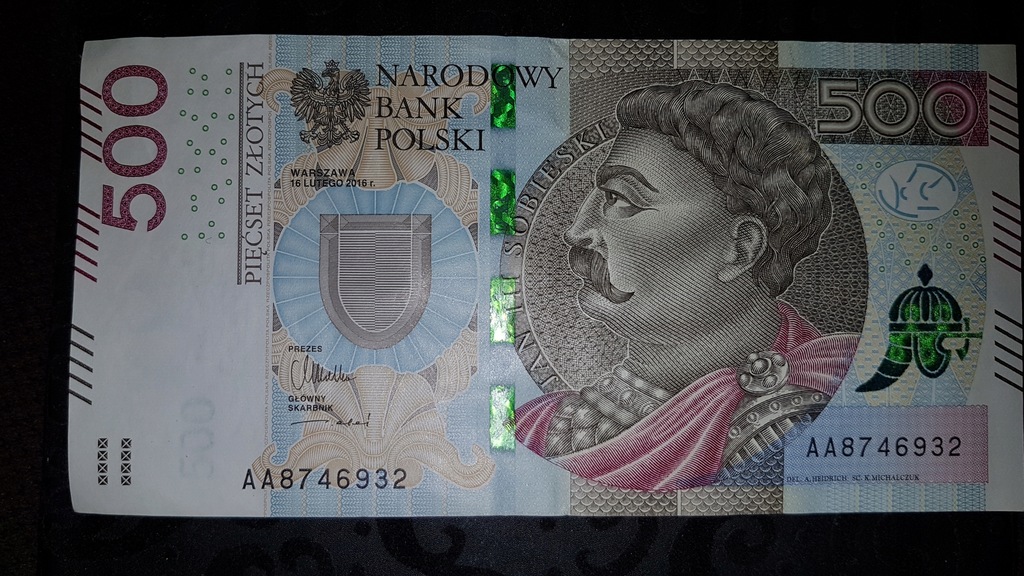 500
PIĘĆSET ZŁOTYCH
NARODOWY
BANK
POLSKI
WARSZAWA
16 LUTEGO 2016 r.
PREZES
GŁÓWNY
SKARBNIK
AA8746932
JAN III SOBIESKI
500
AA8746932
DEL. A. HEIDRICH SC. K. MICHALCZUK
500